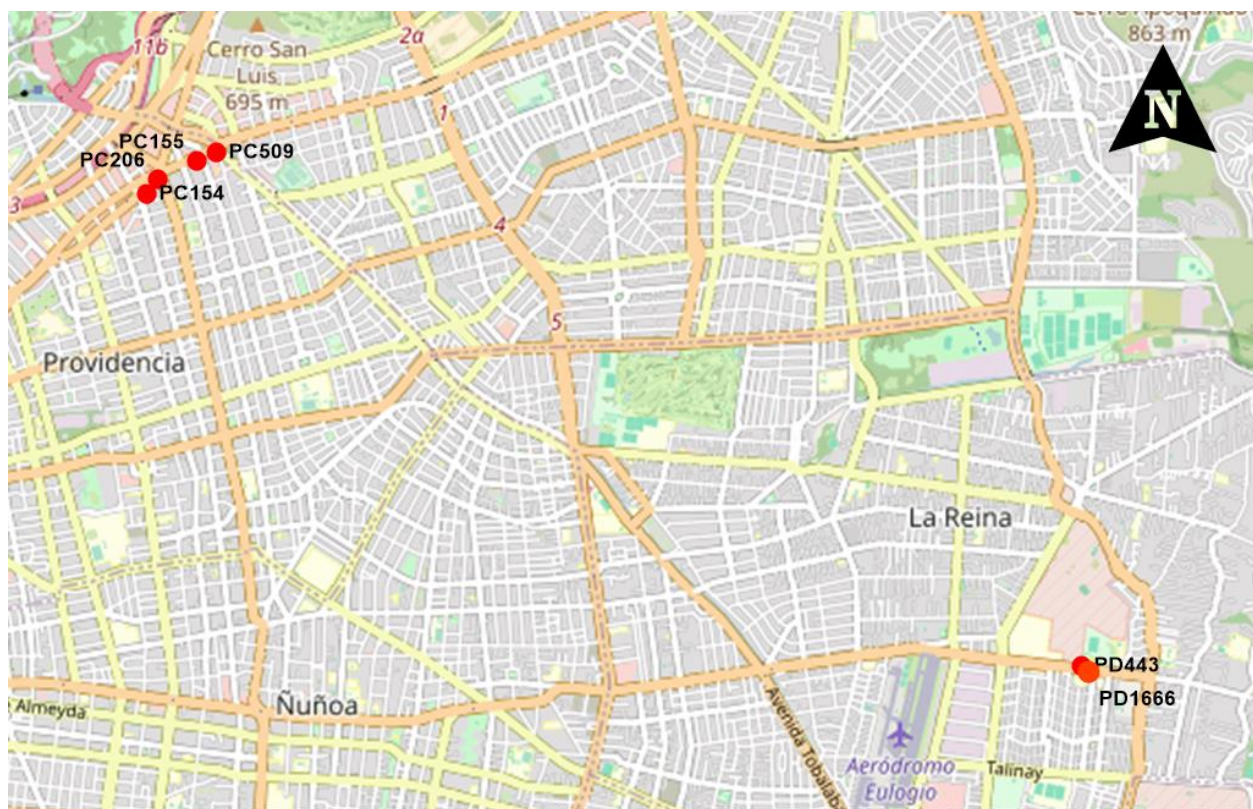 11b
Cerro San
Luis
695 m
2a
863 m
N
1
PC155
PC509
PC206
PC154
3
4
5
Providencia
La Reina
PD443
PD1666
Ñuñoa
Almeyda
Avenida Tobalaba
Aeródromo
Eulogio
Talinay